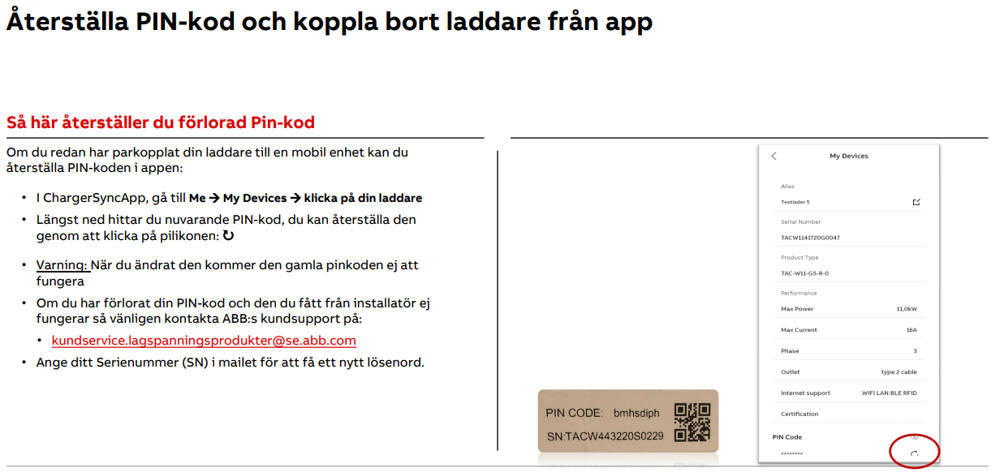 Återställa PIN-kod och koppla bort laddare från app
Så här återställer du förlorad Pin-kod
Om du redan har parkopplat din laddare till en mobil enhet kan du
återställa PIN-koden i appen:
• I ChargerSyncApp, gå till Me → My Devices → klicka på din laddare
• Längst ned hittar du nuvarande PIN-kod, du kan återställa den
genom att klicka på pilikonen: ↻
• Varning: När du ändrat den kommer den gamla pinkoden ej att
fungera
• Om du har förlorat din PIN-kod och den du fått från installatör ej
fungerar så vänligen kontakta ABB:s kundsupport på:
• kundservice.lagspanningsprodukter@se.abb.com
• Ange ditt Serienummer (SN) i mailet för att få ett nytt lösenord.
PIN CODE: bmhsdiph
SN:TACW443220S0229
My Devices
Alias
Testlader 5
Serial Number
TACW1141720G0047
Product Type
TAC-W11-G5-R-0
Performance
Max Power 11,0kW
Max Current 16A
Phase 3
Outlet type 2 cable
Internet support WIFI LAN BLE RFID
Certification
PIN Code
********